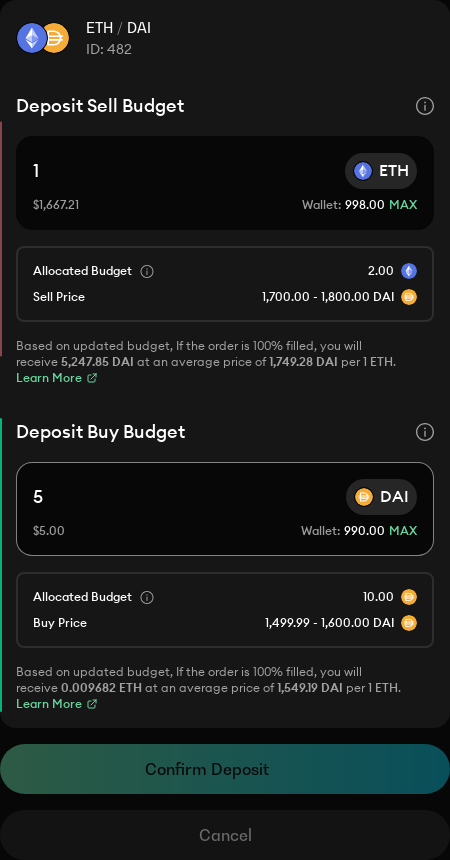 ETH / DAI
ID: 482
Deposit Sell Budget
1 ETH
$1,667.21 Wallet: 998.00 MAX
Allocated Budget 2.00
Sell Price 1,700.00 - 1,800.00 DAI
Based on updated budget, If the order is 100% filled, you will
receive 5,247.85 DAI at an average price of 1,749.28 DAI per 1 ETH.
Learn More
Deposit Buy Budget
5 DAI
$5.00 Wallet: 990.00 MAX
Allocated Budget 10.00
Buy Price 1,499.99 - 1,600.00 DAI
Based on updated budget, If the order is 100% filled, you will
receive 0.009682 ETH at an average price of 1,549.19 DAI per 1 ETH.
Learn More
Confirm Deposit
Cancel